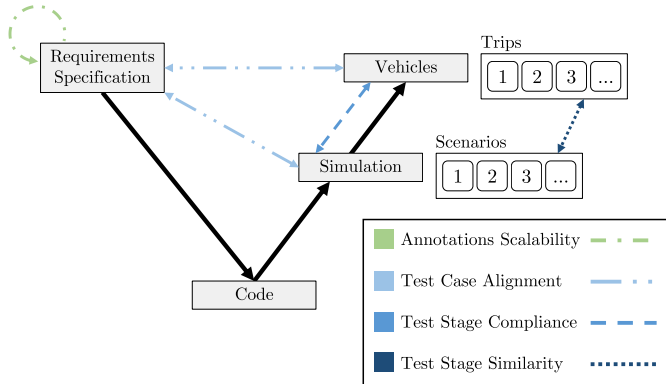 Requirements
Specification
Vehicles
Trips
1 2 3 ...
Simulation
Scenarios
1 2 3 ...
Code
Annotations Scalability
Test Case Alignment
Test Stage Compliance
Test Stage Similarity